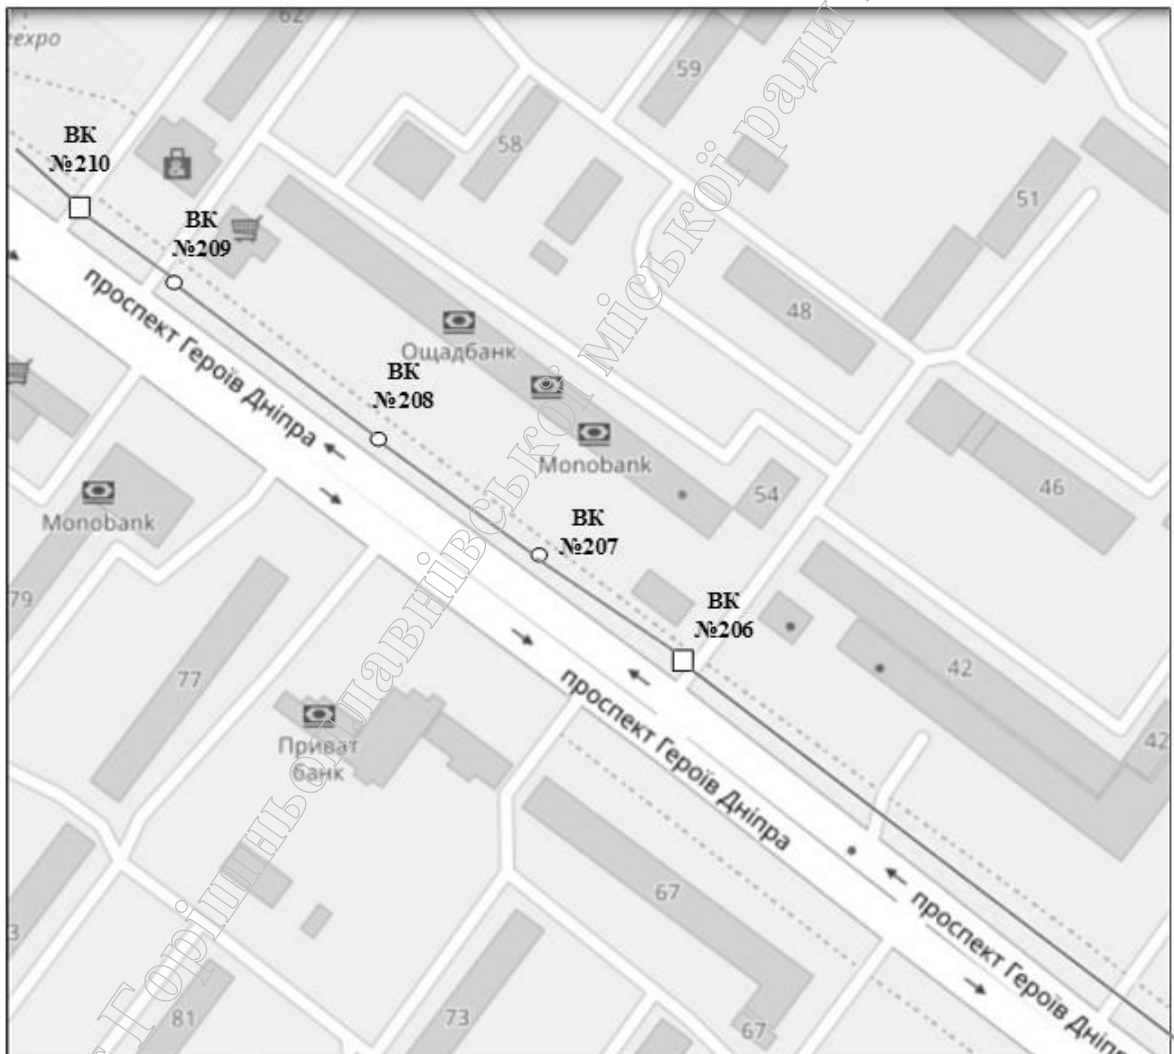 62
59
ВК
№210
58
51
ВК
№209
48
проспект Героїв Дніпра
Ощадбанк
ВК
№208
Monobank
46
54
Monobank
ВК
№207
79
ВК
№206
77
42
проспект Героїв Дніпра
42
Приват
банк
67
проспект Героїв Дніпра
81
73
67
Горішньоплавнівської міської ради